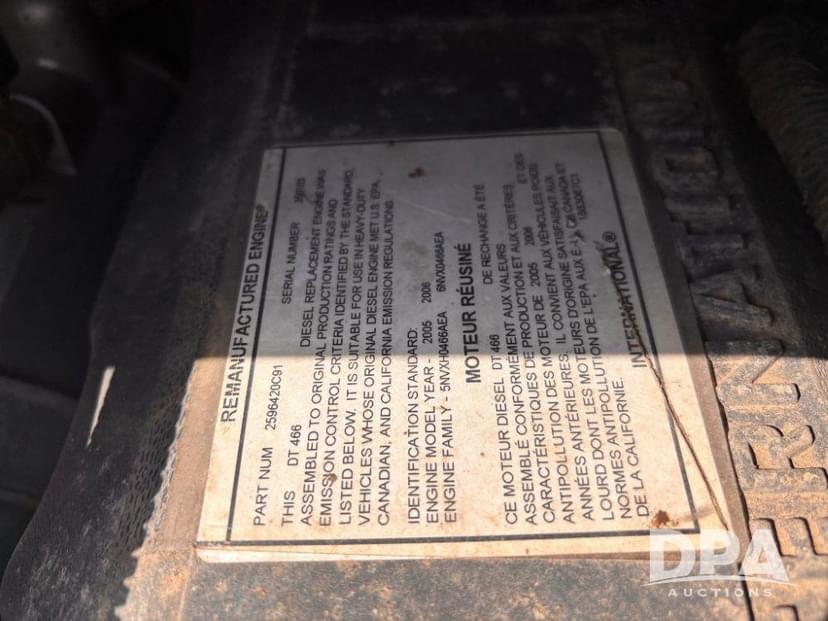 REMANUFACTURED ENGINE®
PART NUM 2596420C91 SERIAL NUMBER
THIS DT 466 DIESEL REPLACEMENT ENGINE WAS
ASSEMBLED TO ORIGINAL PRODUCTION RATINGS AND
EMISSION CONTROL CRITERIA IDENTIFIED BY THE STANDARD
LISTED BELOW. IT IS SUITABLE FOR USE IN HEAVY-DUTY
VEHICLES WHOSE ORIGINAL DIESEL ENGINE MET U.S. EPA,
CANADIAN, AND CALIFORNIA EMISSION REGULATIONS.
IDENTIFICATION STANDARD:
ENGINE MODEL YEAR - 2005 2006
ENGINE FAMILY - 5NVXH0466AEA 6NVXH0466AEA
MOTEUR RÉUSINÉ
CE MOTEUR DIESEL DT 466 DE RECHANGE A ÉTÉ
ASSEMBLÉ CONFORMÉMENT AUX VALEURS
CARACTÉRISTIQUES DE PRODUCTION ET AUX CRITÈRES
ANTIPOLLUTION DES MOTEURS DE 2005 2006 ET DES
ANNÉES ANTÉRIEURES. IL CONVIENT AUX VÉHICULES POIDS
LOURD DONT LES MOTEURS D'ORIGINE SATISFAISAIT AUX
NORMES ANTIPOLLUTION DE L'EPA AUX DU CANADA ET
DE LA CALIFORNIE.
INTERNATIONAL®
DPA
AUCTIONS